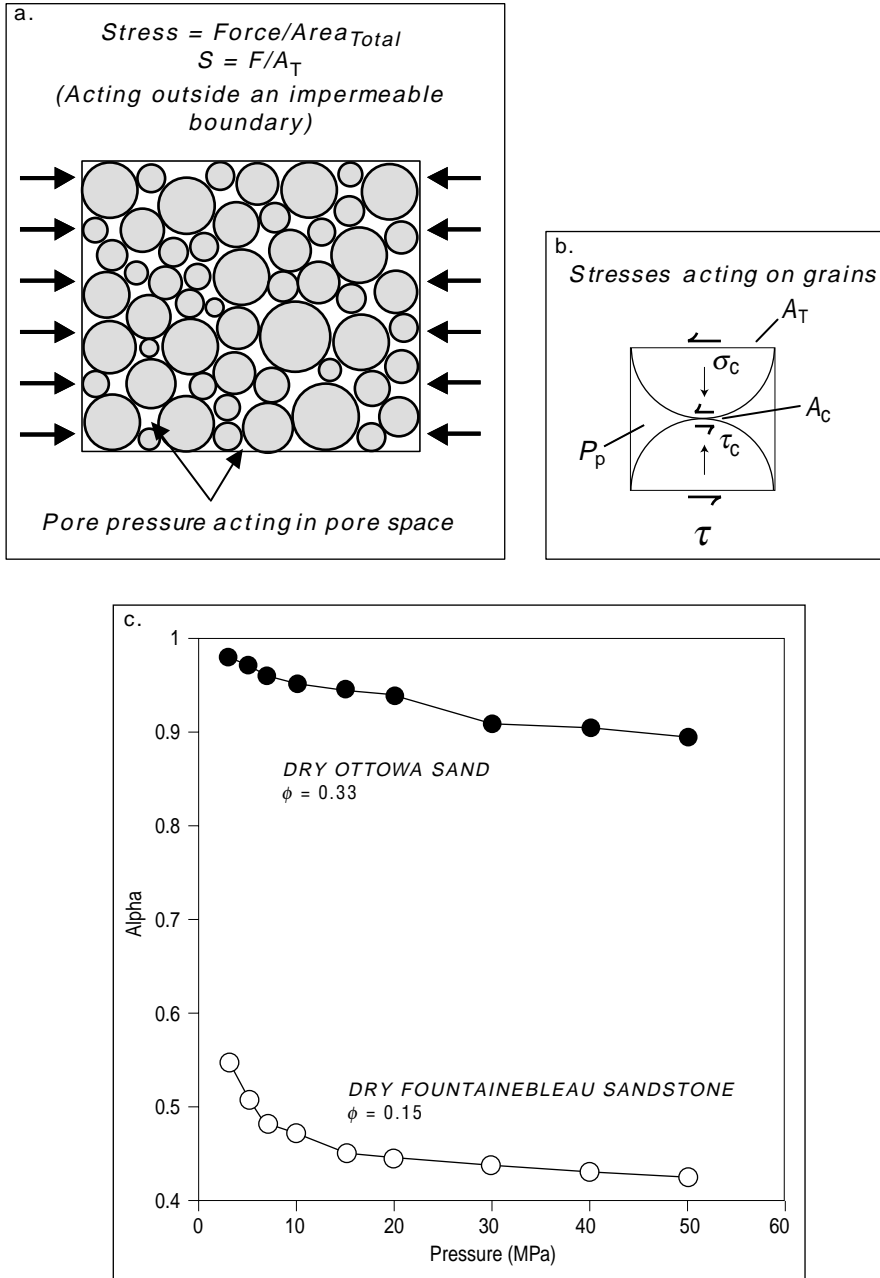 a.
Stress = Force/Area_Total
S = F/A_T
(Acting outside an impermeable
boundary)
Pore pressure acting in pore space
b.
Stresses acting on grains
A_T
σ_c
A_c
P_p
τ_c
τ
c.
1
0.9
0.8
0.7
0.6
0.5
0.4
Alpha
DRY OTTOWA SAND
ϕ = 0.33
DRY FOUNTAINEBLEAU SANDSTONE
ϕ = 0.15
0 10 20 30 40 50 60
Pressure (MPa)